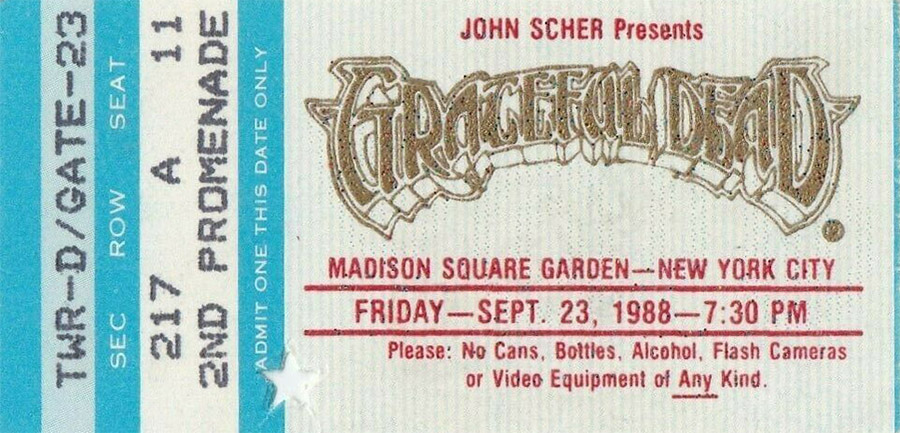 TWR-D/GATE-23
SEC ROW SEAT
217 A 11
2ND PROMENADE
ADMIT ONE THIS DATE ONLY
JOHN SCHER Presents
GRATEFUL DEAD
®
MADISON SQUARE GARDEN—NEW YORK CITY
FRIDAY—SEPT. 23, 1988—7:30 PM
Please: No Cans, Bottles, Alcohol, Flash Cameras
or Video Equipment of Any Kind.